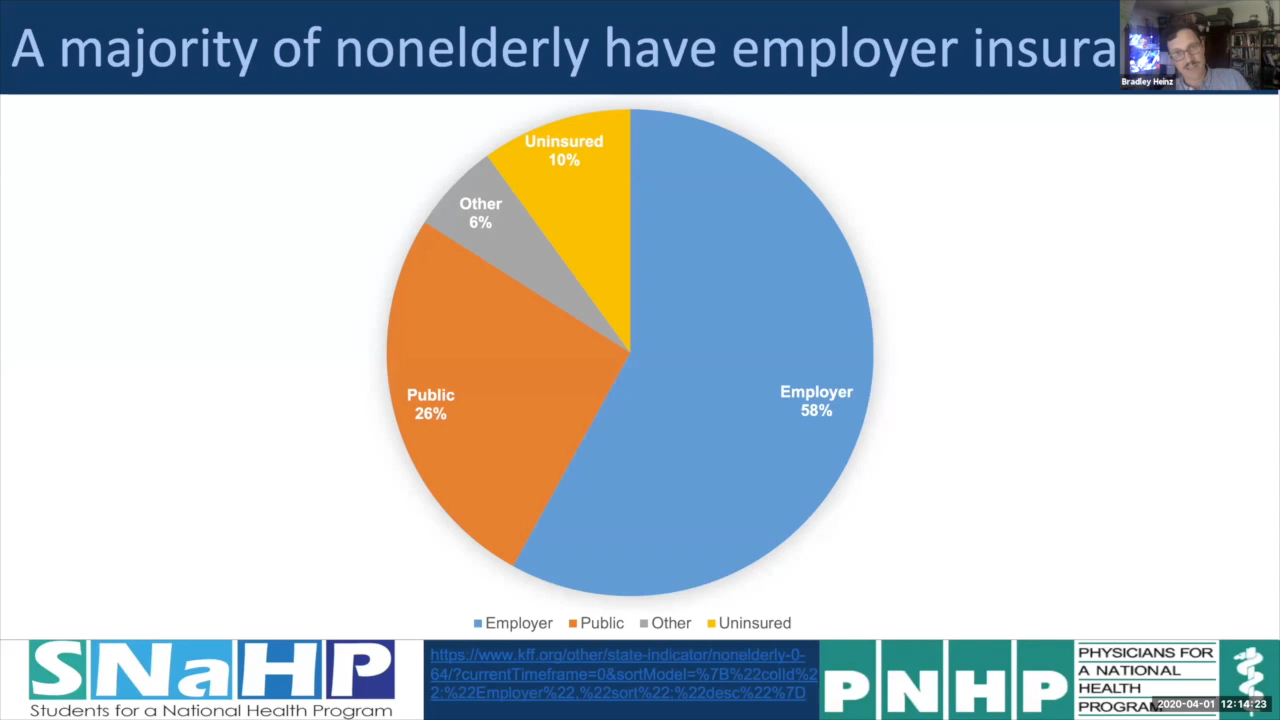 A majority of nonelderly have employer insura
Bradley Heinz
Uninsured
10%
Other
6%
Public
26%
Employer
58%
Employer Public Other Uninsured
SNaHP
Students for a National Health Program
https://www.kff.org/other/state-indicator/nonelderly-0-
64/?currentTimeframe=0&sortModel=%7B%22colId%2
2:%22Employer%22,%22sort%22:%22desc%22%7D
PNHP
PHYSICIANS FOR
A NATIONAL
HEALTH
PROGRAM
2020-04-01 12:14:23